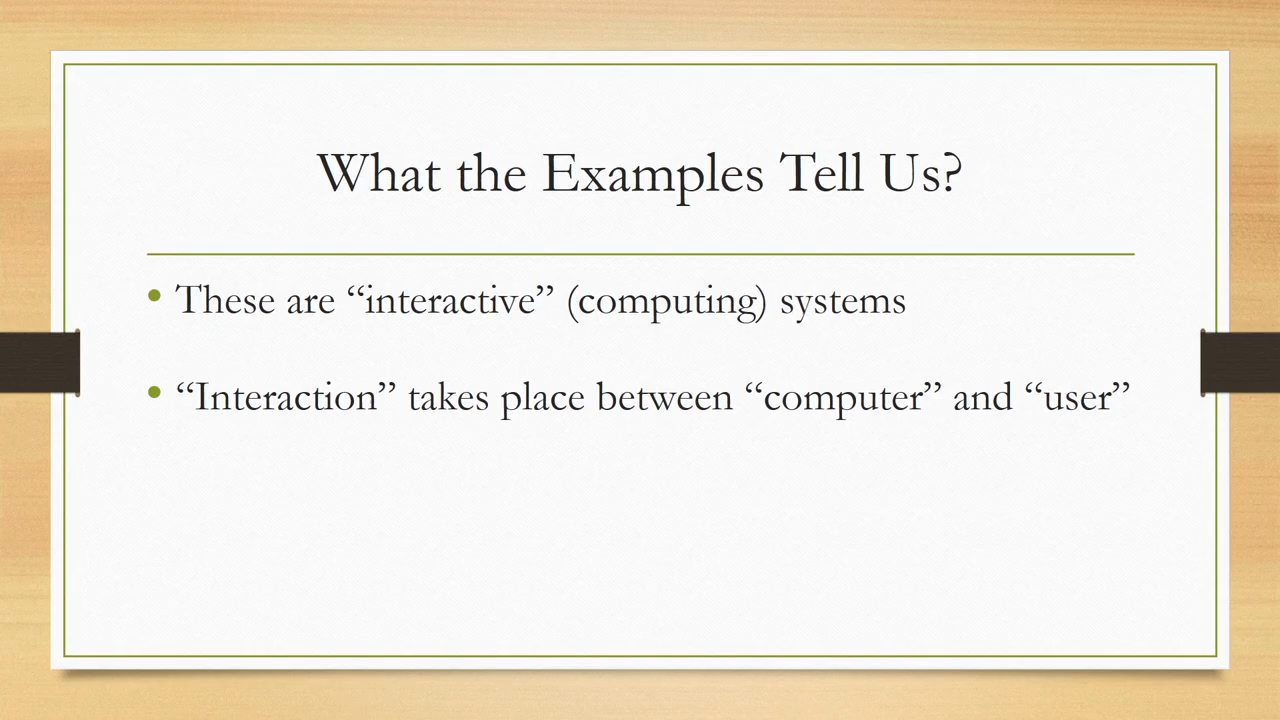 What the Examples Tell Us?
• These are “interactive” (computing) systems
• “Interaction” takes place between “computer” and “user”